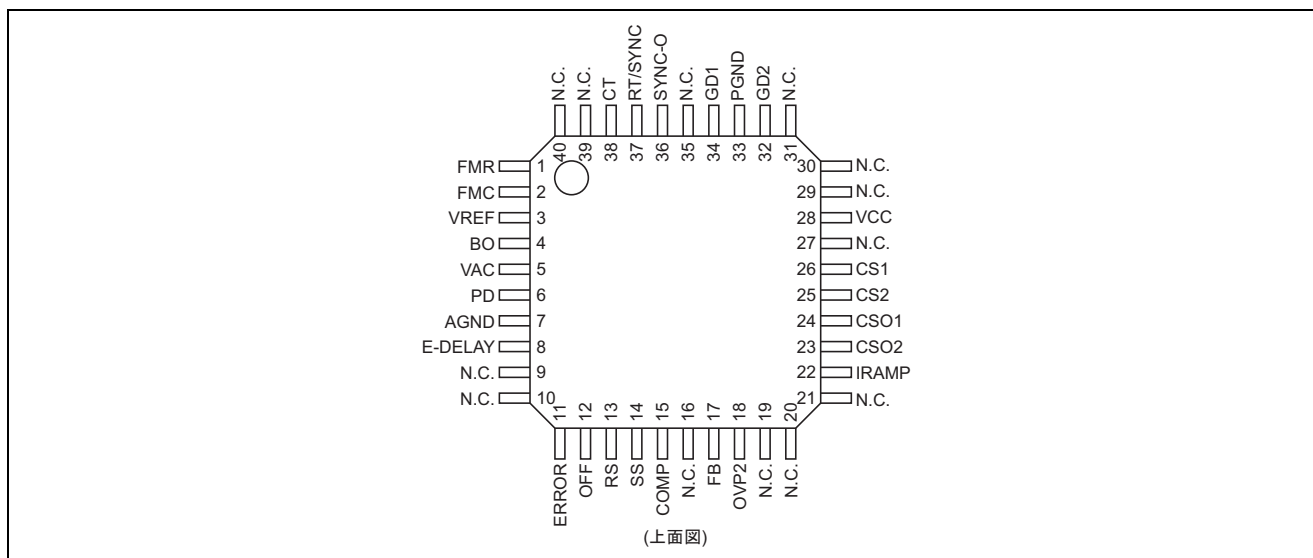 N.C.
N.C.
CT
RT/SYNC
SYNC-O
N.C.
GD1
PGND
GD2
N.C.
40
39
38
37
36
35
34
33
32
31
FMR 1
FMC 2
VREF 3
BO 4
VAC 5
PD 6
AGND 7
E-DELAY 8
N.C. 9
N.C. 10
30 N.C.
29 N.C.
28 VCC
27 N.C.
26 CS1
25 CS2
24 CSO1
23 CSO2
22 IRAMP
21 N.C.
11
12
13
14
15
16
17
18
19
20
ERROR
OFF
RS
SS
COMP
N.C.
FB
OVP2
N.C.
N.C.
(上面図)